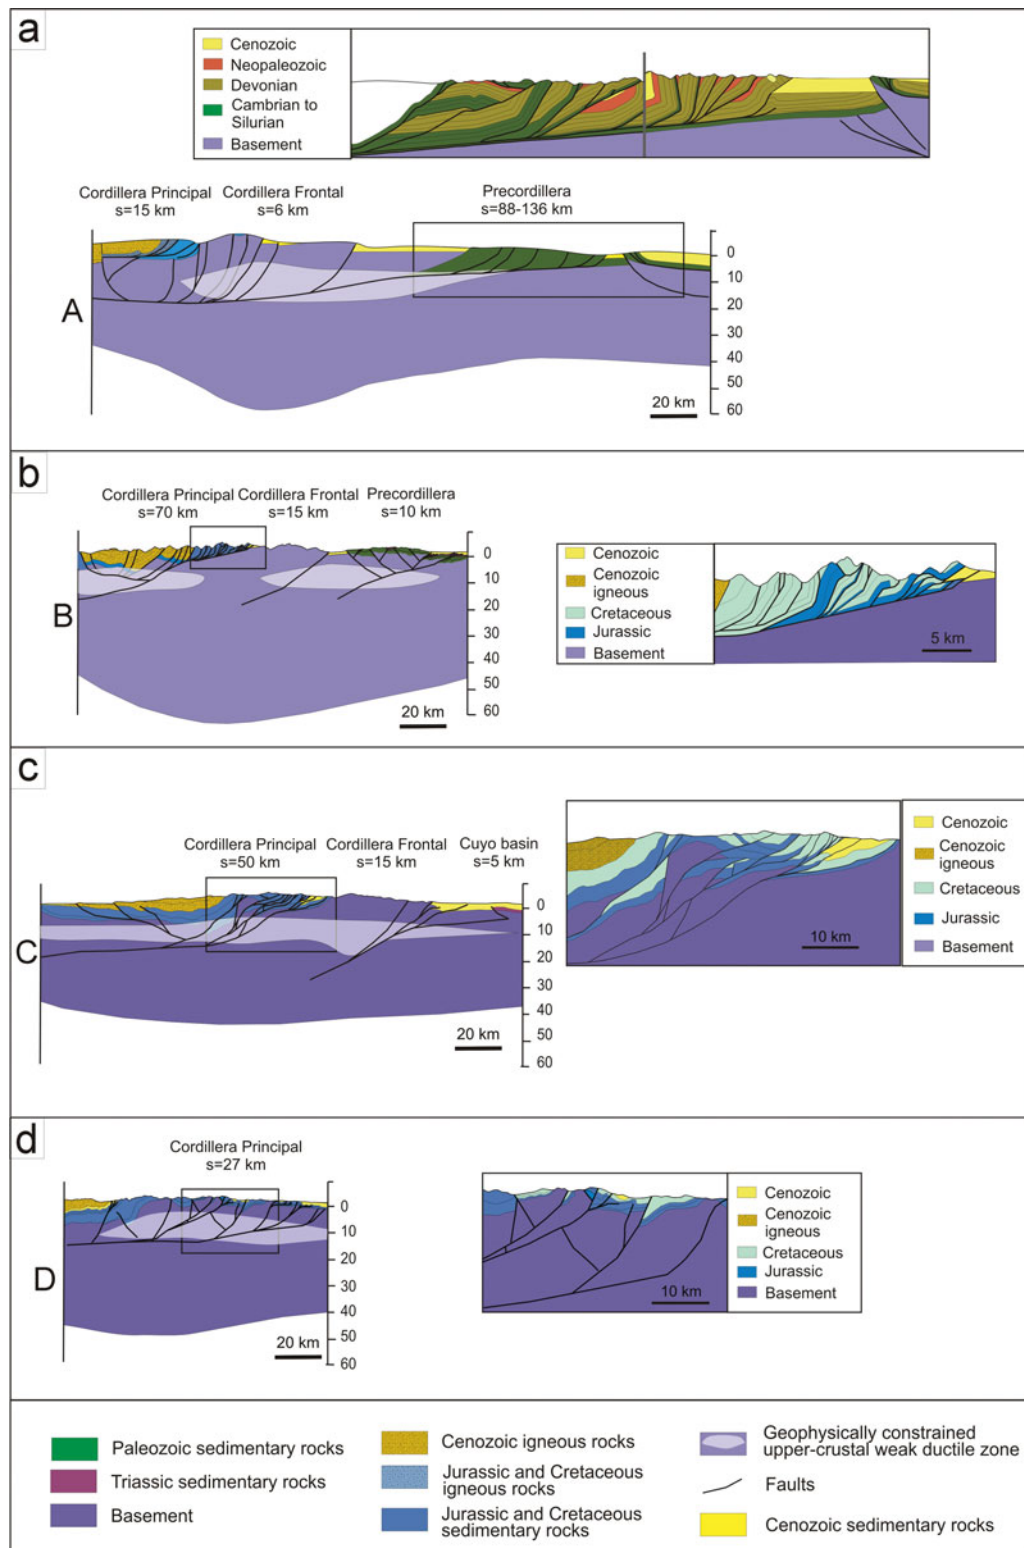 a
Cenozoic
Neopaleozoic
Devonian
Cambrian to
Silurian
Basement
Cordillera Principal
s=15 km
Cordillera Frontal
s=6 km
Precordillera
s=88-136 km
0
10
20
30
40
50
60
A
20 km
b
Cordillera Principal
s=70 km
Cordillera Frontal
s=15 km
Precordillera
s=10 km
0
10
20
30
40
50
60
B
20 km
Cenozoic
Cenozoic
igneous
Cretaceous
Jurassic
Basement
5 km
c
Cordillera Principal
s=50 km
Cordillera Frontal
s=15 km
Cuyo basin
s=5 km
0
10
20
30
40
50
60
C
20 km
10 km
Cenozoic
Cenozoic
igneous
Cretaceous
Jurassic
Basement
d
Cordillera Principal
s=27 km
0
10
20
30
40
50
60
D
20 km
10 km
Cenozoic
Cenozoic
igneous
Cretaceous
Jurassic
Basement
Paleozoic sedimentary rocks
Triassic sedimentary rocks
Basement
Cenozoic igneous rocks
Jurassic and Cretaceous
igneous rocks
Jurassic and Cretaceous
sedimentary rocks
Geophysically constrained
upper-crustal weak ductile zone
Faults
Cenozoic sedimentary rocks